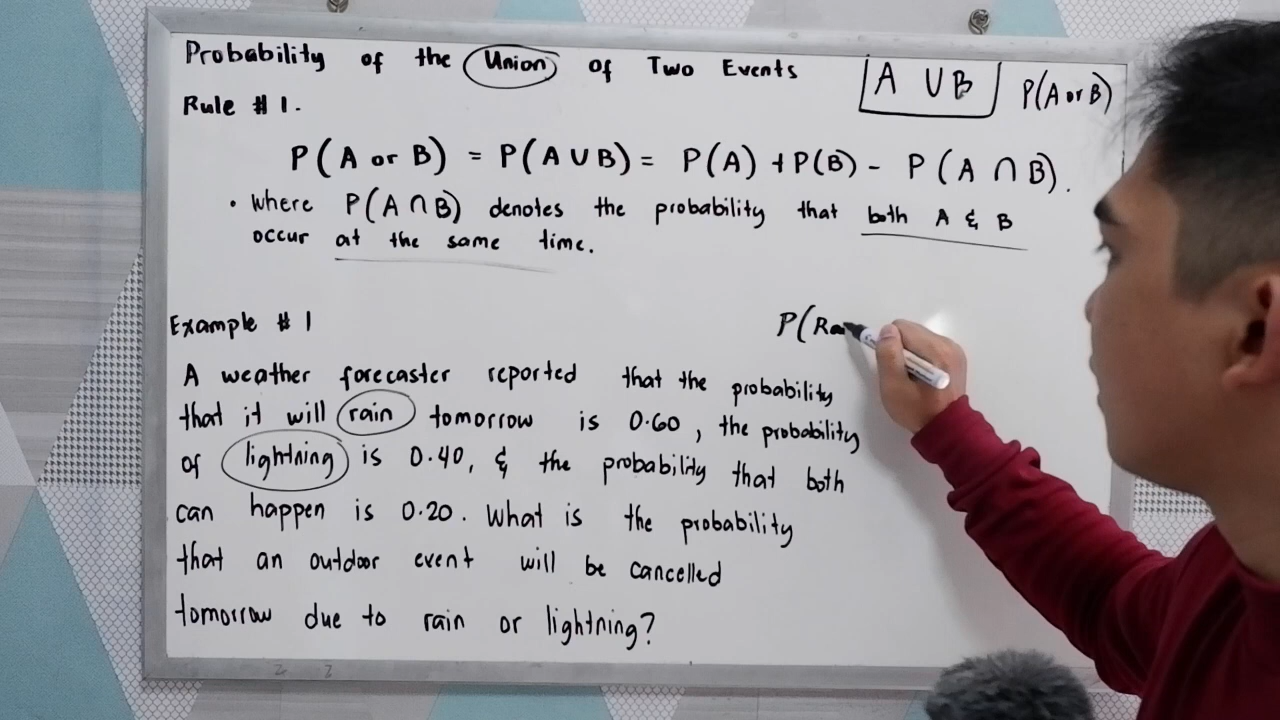 Probability of the Union of Two Events
A ∪ B P(A or B)
Rule # 1.
P(A or B) = P(A ∪ B) = P(A) + P(B) - P(A ∩ B).
• where P(A ∩ B) denotes the probability that both A & B
occur at the same time.
Example # 1
P(Ra
A weather forecaster reported that the probability
that it will rain tomorrow is 0.60, the probability
of lightning is 0.40, & the probability that both
can happen is 0.20. What is the probability
that an outdoor event will be cancelled
tomorrow due to rain or lightning?